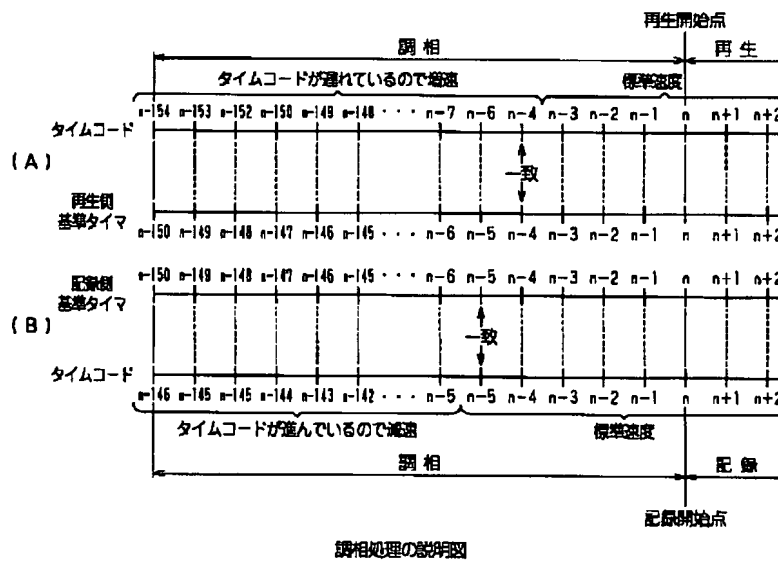 再生開始点
調相 再生
タイムコードが遅れているので増速 標準速度
n-154 n-153 n-152 n-150 n-149 n-148 ・・・ n-7 n-6 n-4 n-3 n-2 n-1 n n+1 n+2
タイムコード
(A)
一致
再生側
基準タイマ
n-150 n-149 n-148 n-147 n-146 n-145 ・・・ n-6 n-5 n-4 n-3 n-2 n-1 n n+1 n+2
n-150 n-149 n-148 n-147 n-146 n-145 ・・・ n-6 n-5 n-4 n-3 n-2 n-1 n n+1 n+2
記録側
基準タイマ
(B)
一致
タイムコード
n-146 n-145 n-145 n-144 n-143 n-142 ・・・ n-5 n-5 n-4 n-3 n-2 n-1 n n+1 n+2
タイムコードが進んでいるので減速 標準速度
調相 記録
記録開始点
調相処理の説明図